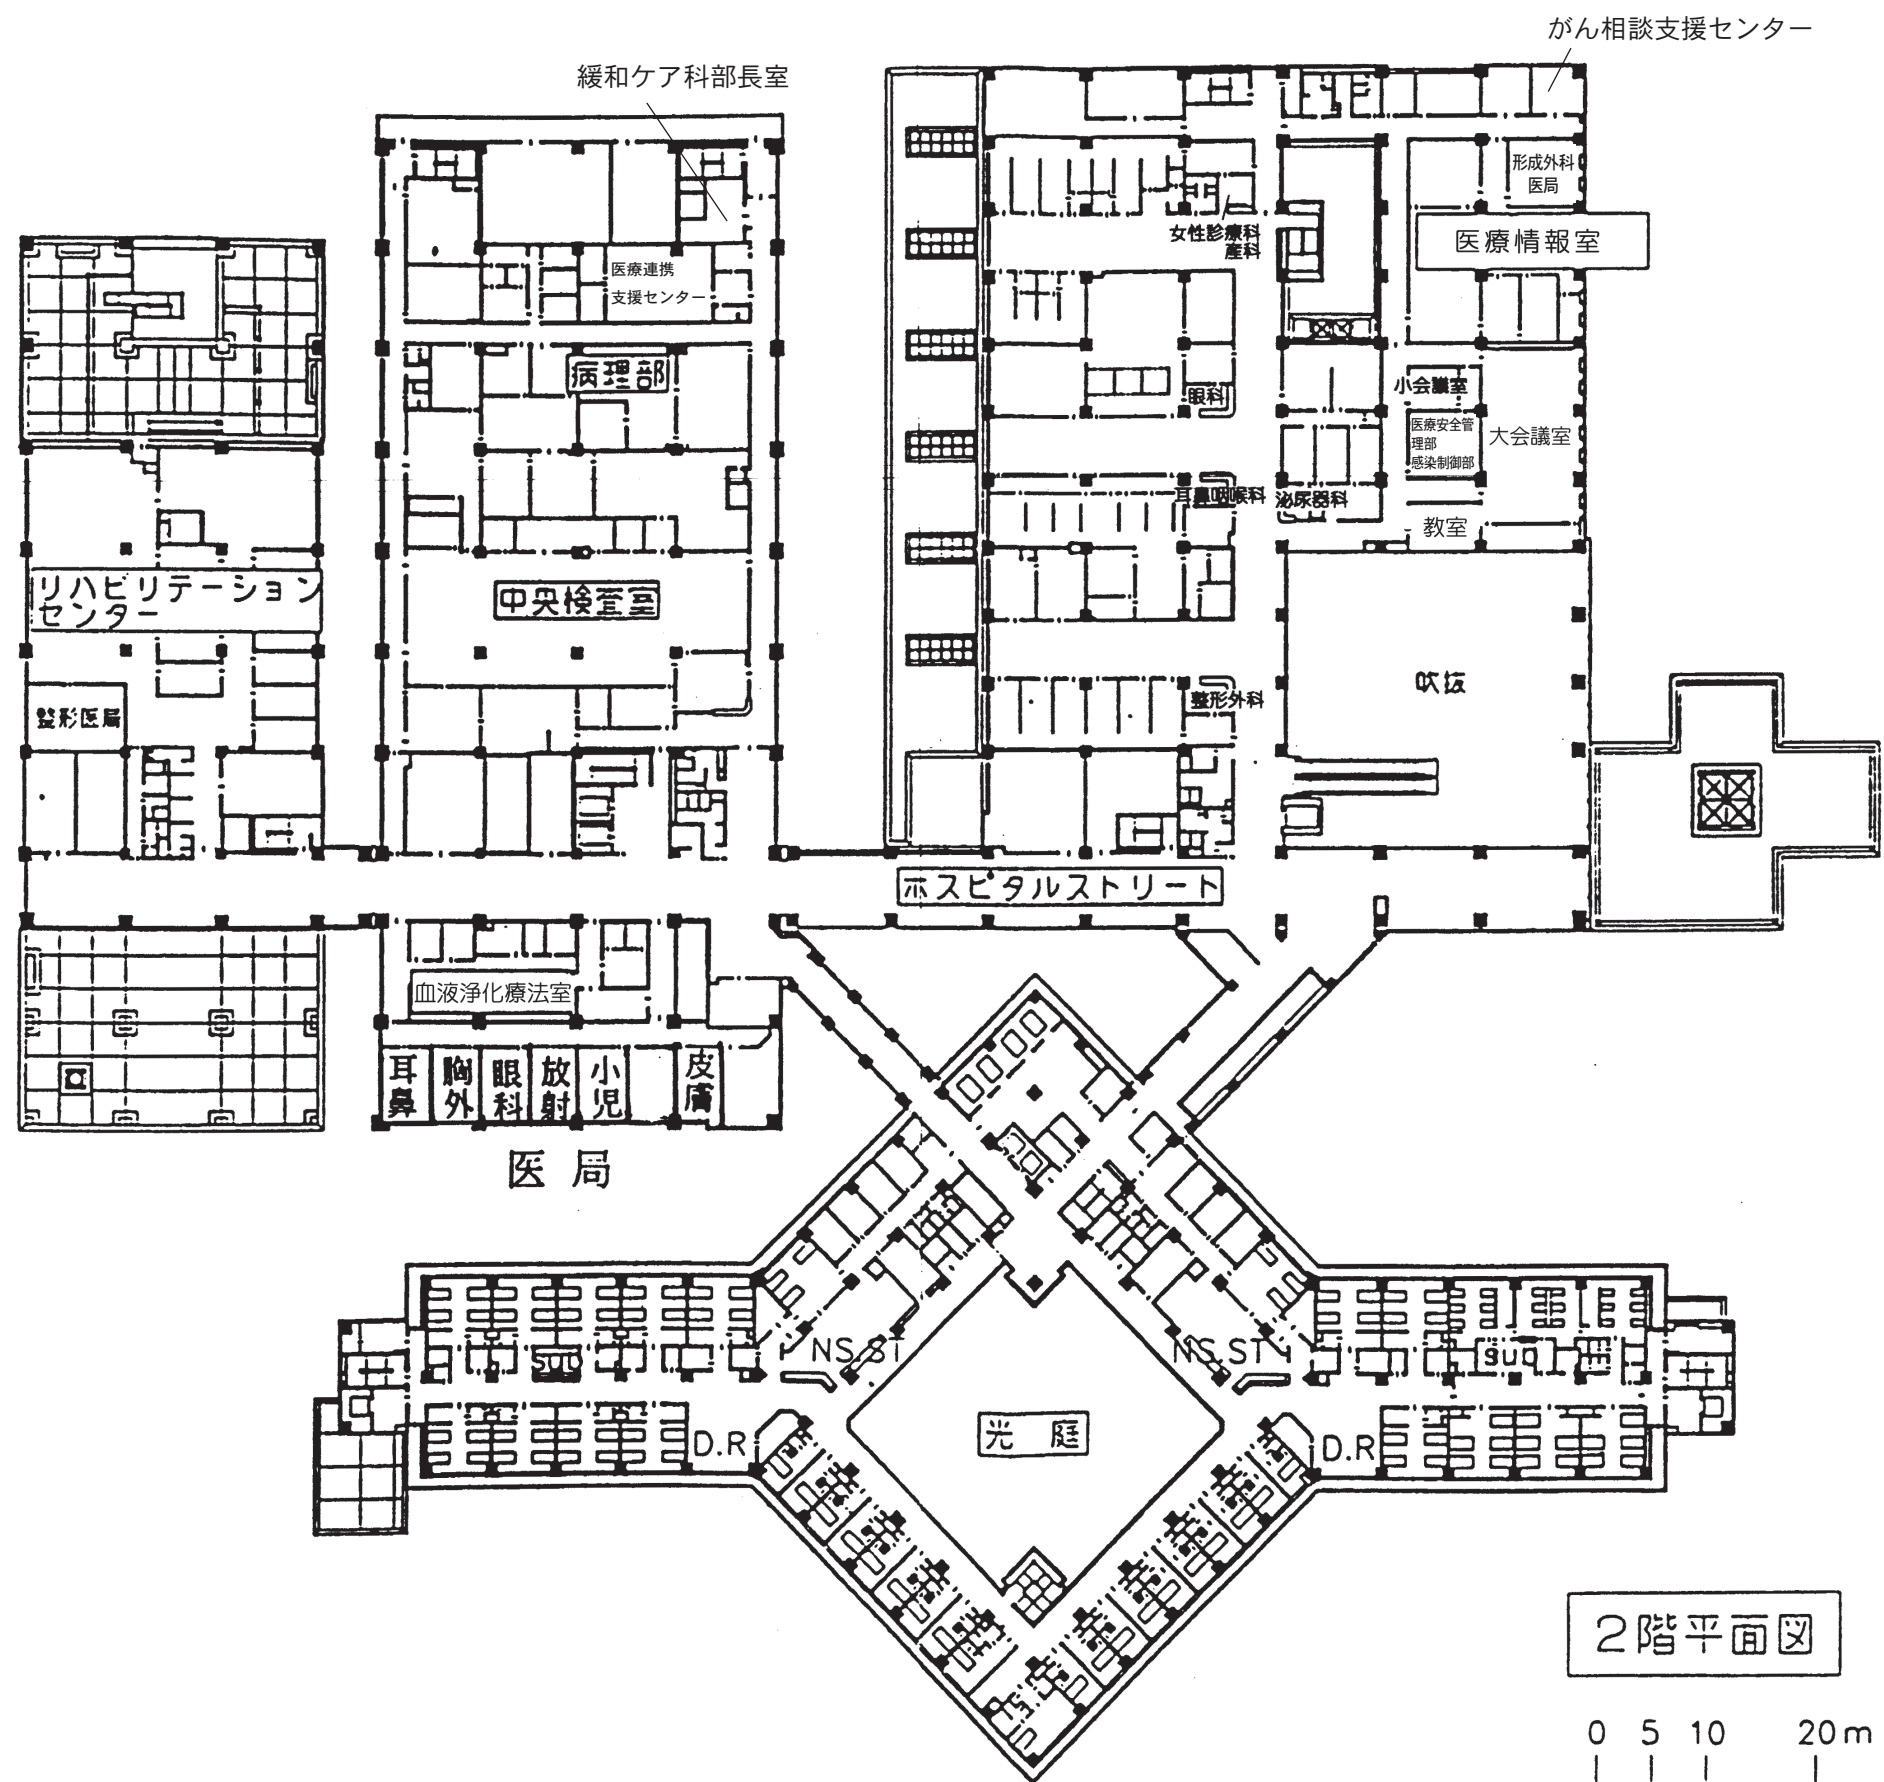 がん相談支援センター
緩和ケア科部長室
形成外科
医局
医療情報室
女性診療科
産科
医療連携
支援センター
病理部
眼科
小会議室
医療安全管
理部
感染制御部
大会議室
耳鼻咽喉科
泌尿器科
教室
リハビリテーション
センター
中央検査室
整形医局
整形外科
吹抜
ホスピタルストリート
血液浄化療法室
耳鼻
胸外
眼科
放射
小児
皮膚
医局
NS.ST
NS.ST
SUB
D.R
D.R
光庭
2階平面図
0 5 10 20m